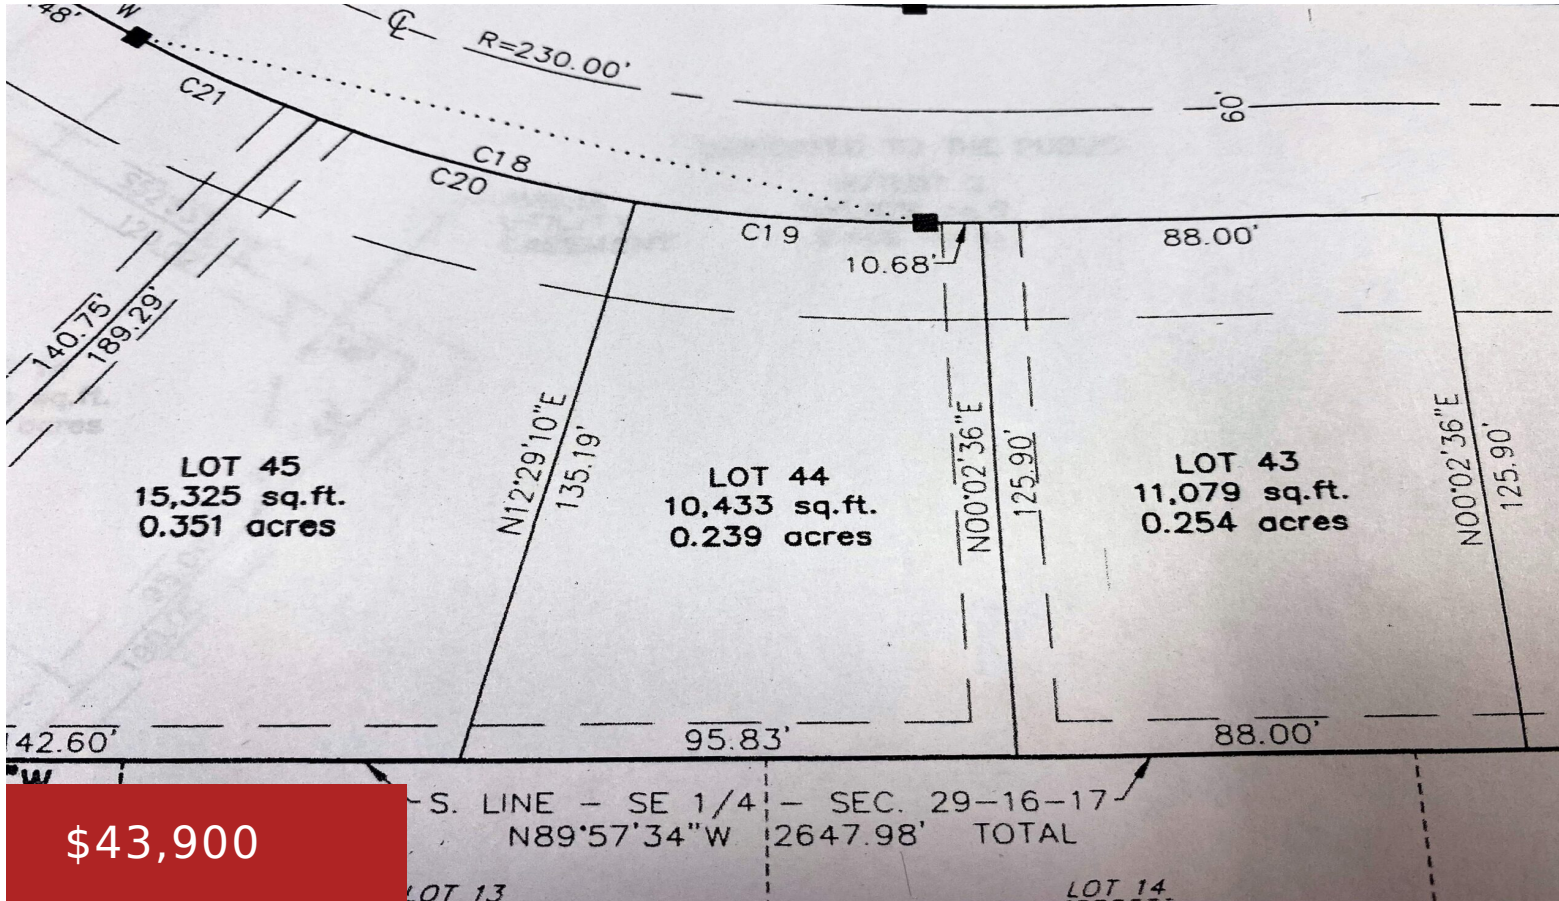 48'
W
℄
R=230.00'
C21
60'
C18
C20
C19
10.68'
88.00'
140.75'
189.29'
N12°29'10"E
135.19'
N00°02'36"E
125.90'
N00°02'36"E
125.90'
LOT 45
15,325 sq.ft.
0.351 acres
LOT 44
10,433 sq.ft.
0.239 acres
LOT 43
11,079 sq.ft.
0.254 acres
42.60'
95.83'
88.00'
"W
S. LINE - SE 1/4 - SEC. 29-16-17
N89°57'34"W 2647.98' TOTAL
$43,900
LOT 13
LOT 14